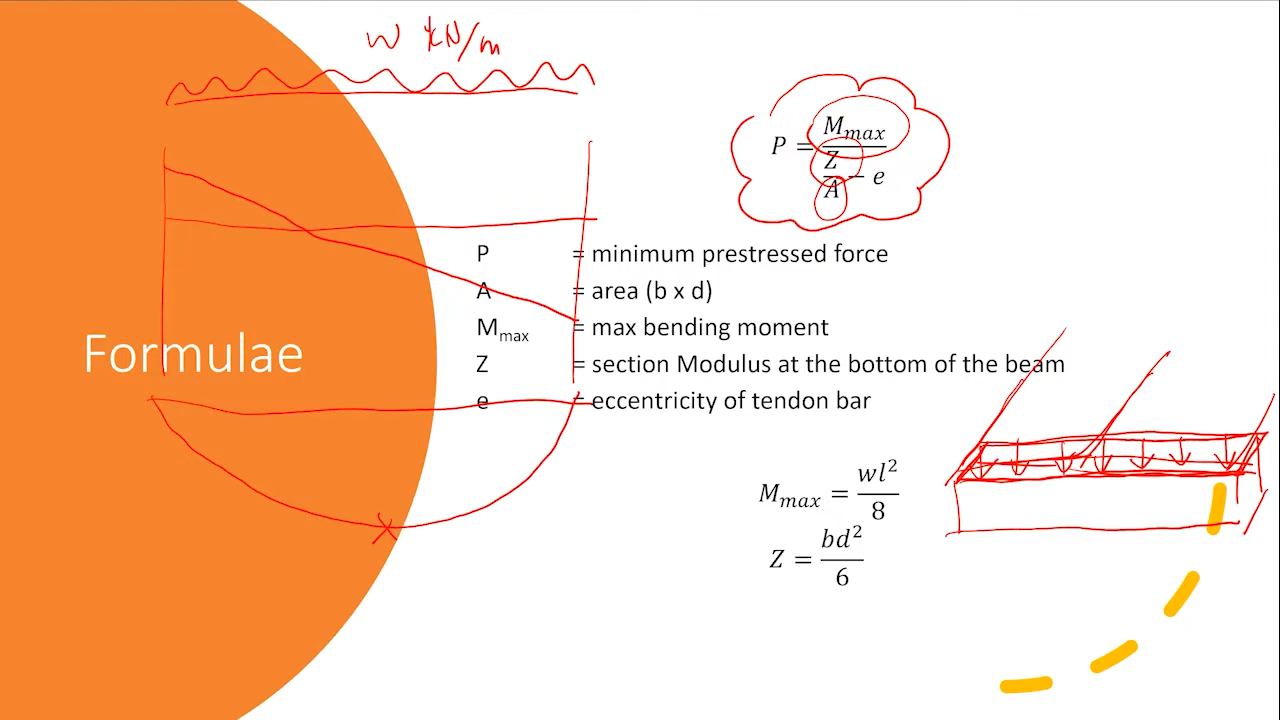 w kN/m
P = M_max / (Z/A − e)
P = minimum prestressed force
A = area (b x d)
M_max = max bending moment
Formulae
Z = section Modulus at the bottom of the beam
e = eccentricity of tendon bar
M_max = wl² / 8
Z = bd² / 6